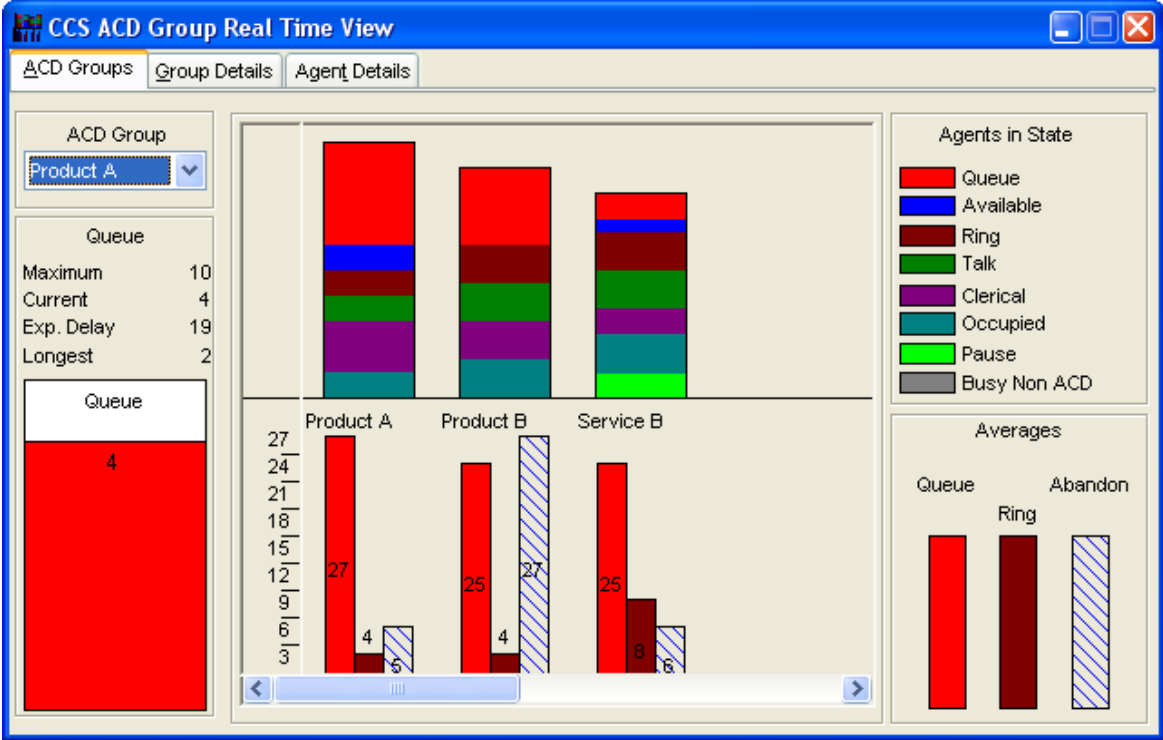 CCS ACD Group Real Time View
ACD Groups Group Details Agent Details
ACD Group
Product A
Queue
Maximum 10
Current 4
Exp. Delay 19
Longest 2
Queue
4
Product A Product B Service B
27
24
21
18
15
12
9
6
3
27 4 5
25 4 27
25 8 6
Agents in State
Queue
Available
Ring
Talk
Clerical
Occupied
Pause
Busy Non ACD
Averages
Queue Abandon
Ring